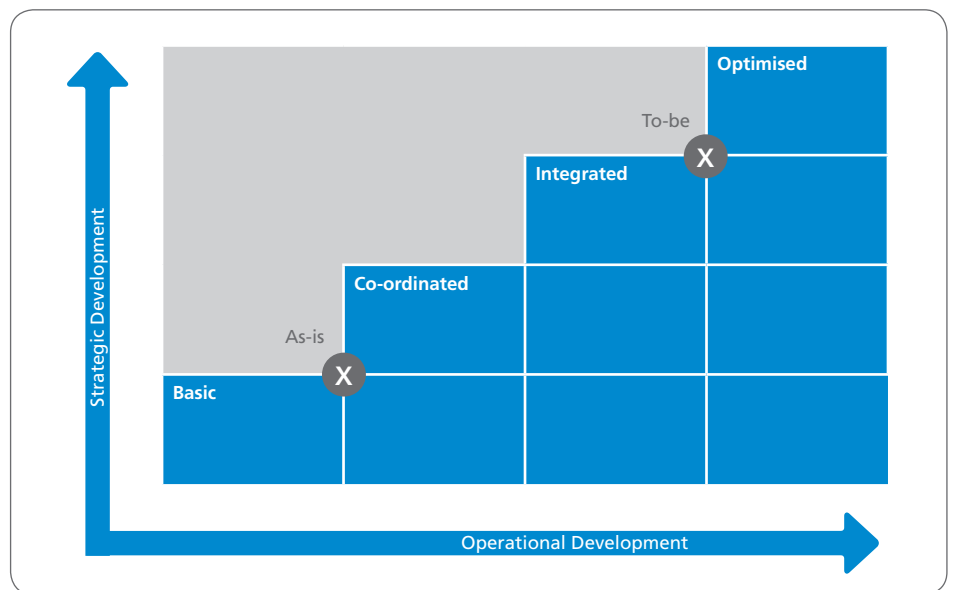 Optimised
To-be
X
Integrated
Co-ordinated
As-is
X
Basic
Strategic Development
Operational Development